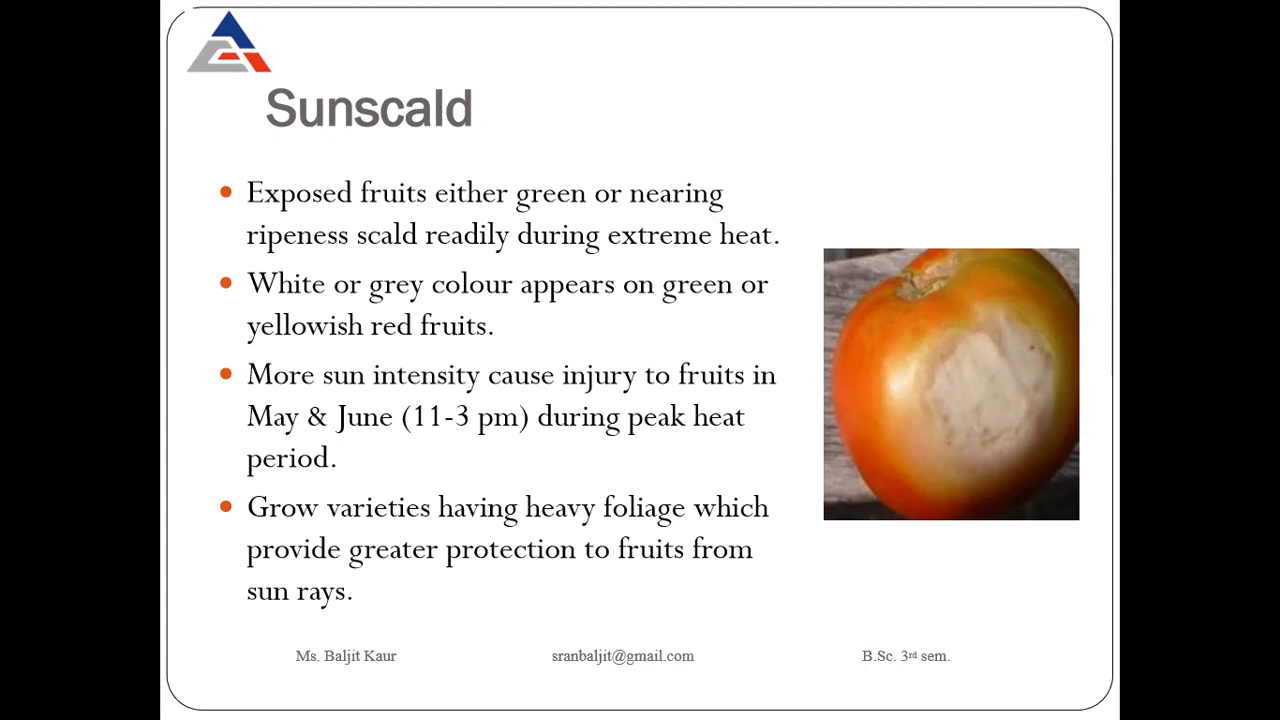 Sunscald
• Exposed fruits either green or nearing
ripeness scald readily during extreme heat.
• White or grey colour appears on green or
yellowish red fruits.
• More sun intensity cause injury to fruits in
May & June (11-3 pm) during peak heat
period.
• Grow varieties having heavy foliage which
provide greater protection to fruits from
sun rays.
Ms. Baljit Kaur sranbaljit@gmail.com B.Sc. 3rd sem.